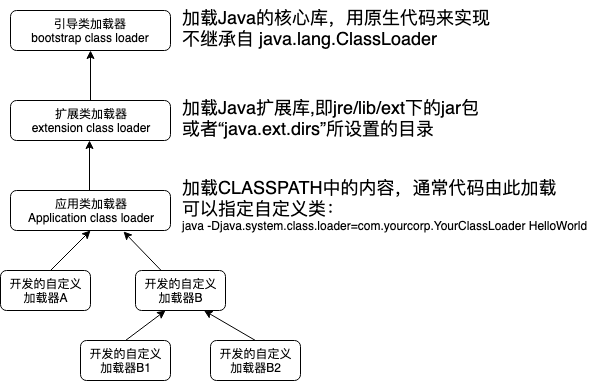 引导类加载器
bootstrap class loader
加载Java的核心库，用原生代码来实现
不继承自 java.lang.ClassLoader
扩展类加载器
extension class loader
加载Java扩展库,即jre/lib/ext下的jar包
或者“java.ext.dirs”所设置的目录
应用类加载器
Application class loader
加载CLASSPATH中的内容，通常代码由此加载
可以指定自定义类：
java -Djava.system.class.loader=com.yourcorp.YourClassLoader HelloWorld
开发的自定义
加载器A
开发的自定义
加载器B
开发的自定义
加载器B1
开发的自定义
加载器B2